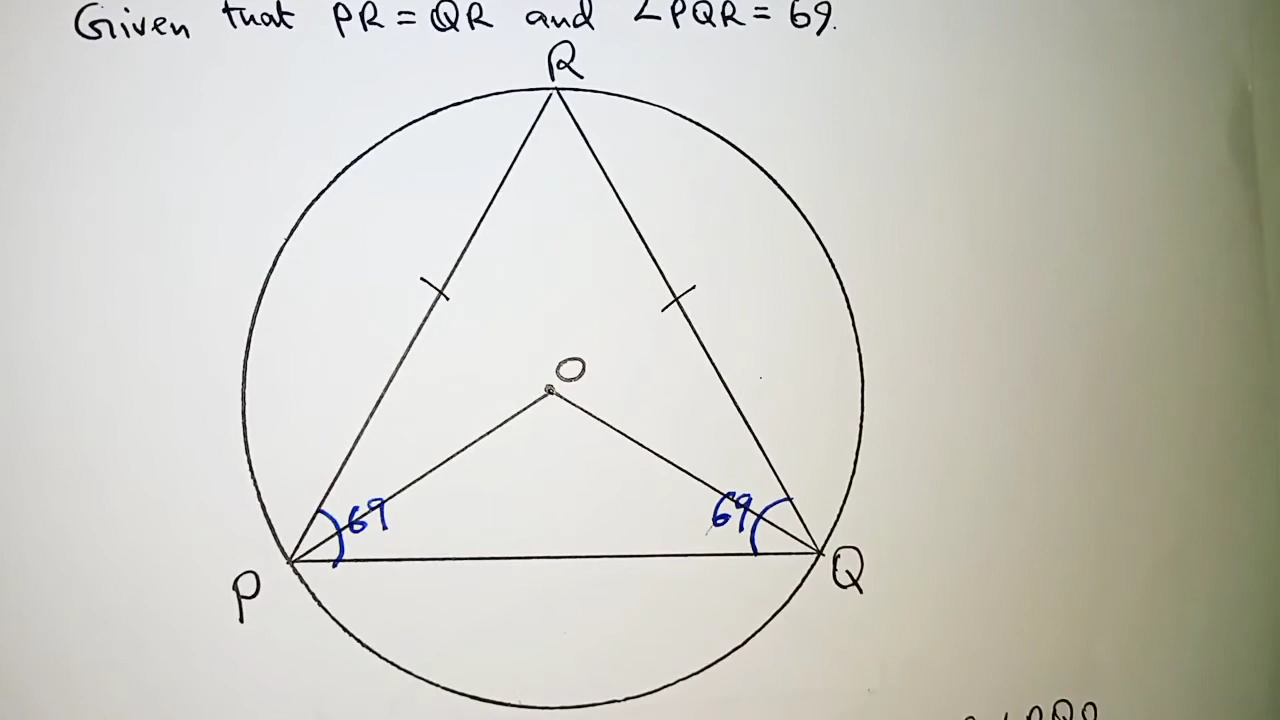 Given that PR = QR and ∠PQR = 69.
R
O
69
69
P
Q